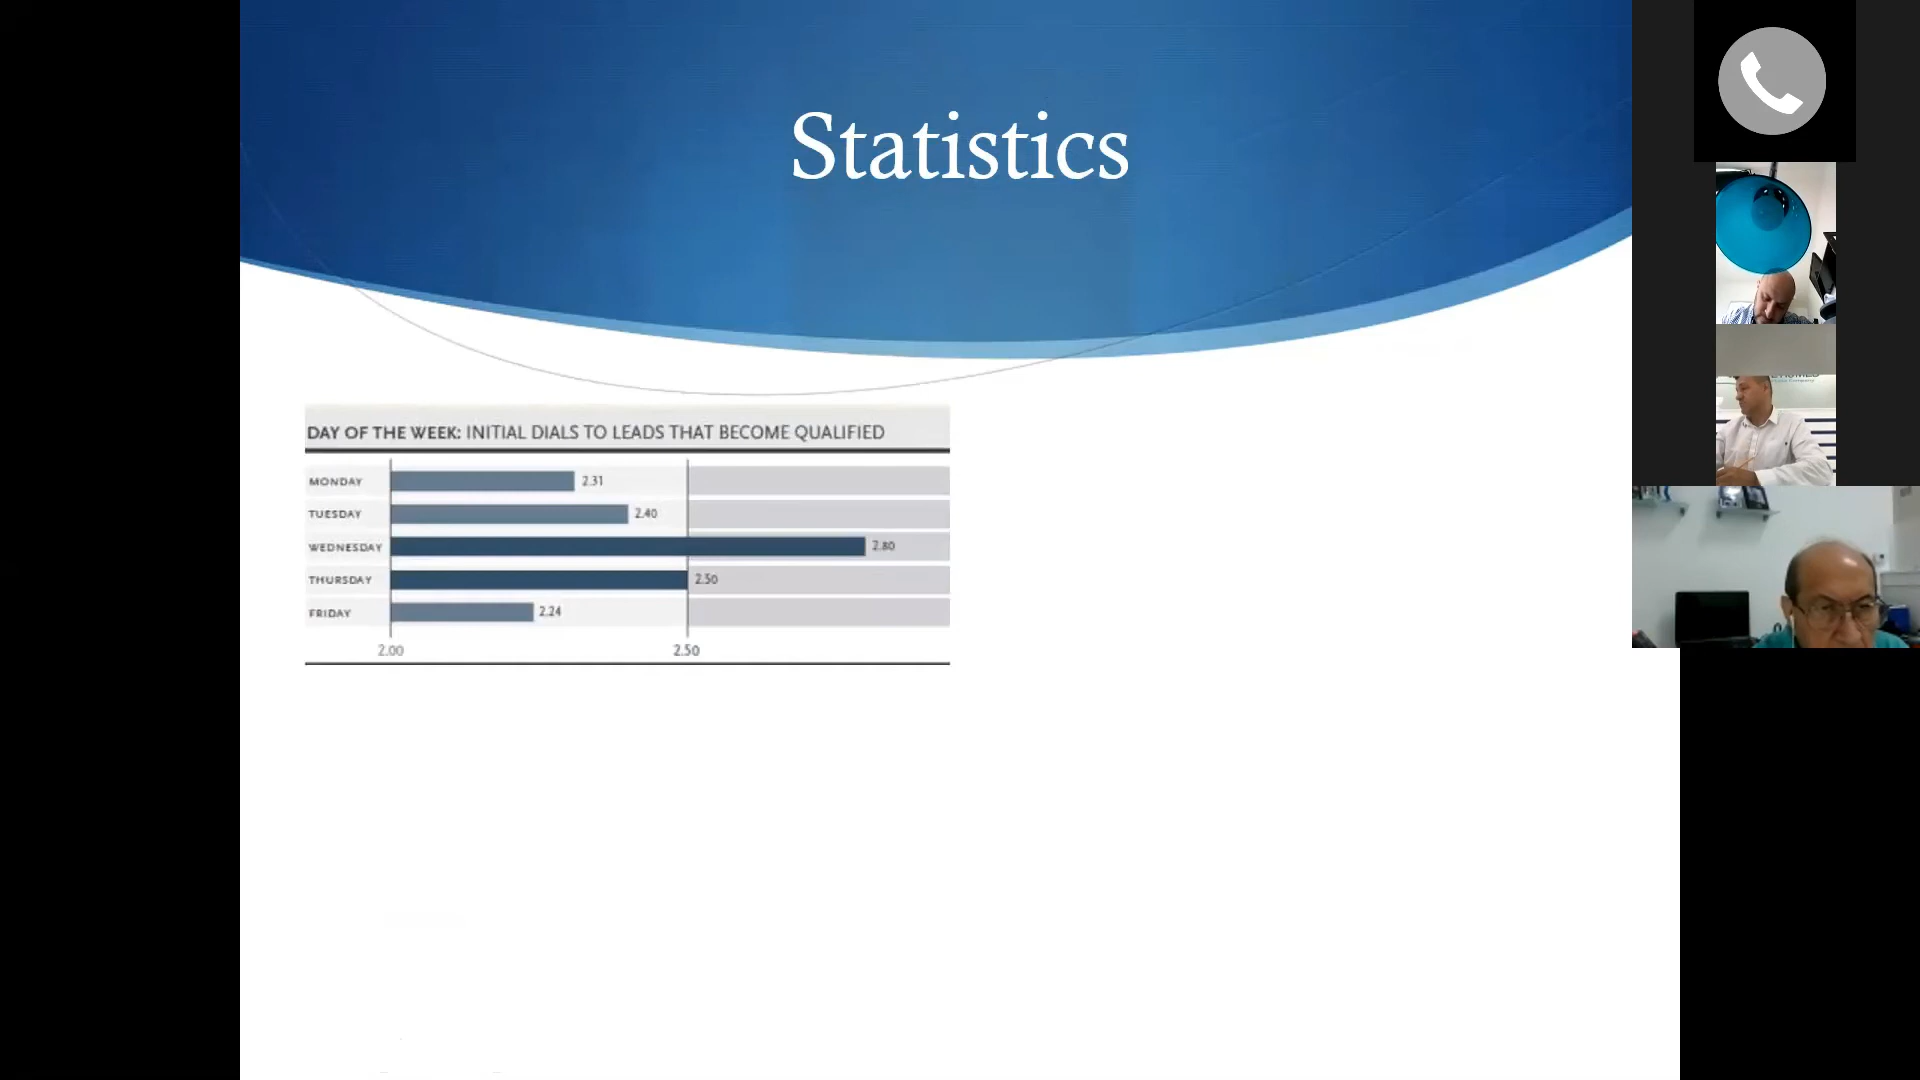 Statistics
DAY OF THE WEEK: INITIAL DIALS TO LEADS THAT BECOME QUALIFIED
MONDAY 2.31
TUESDAY 2.40
WEDNESDAY 2.80
THURSDAY 2.50
FRIDAY 2.24
2.00 2.50